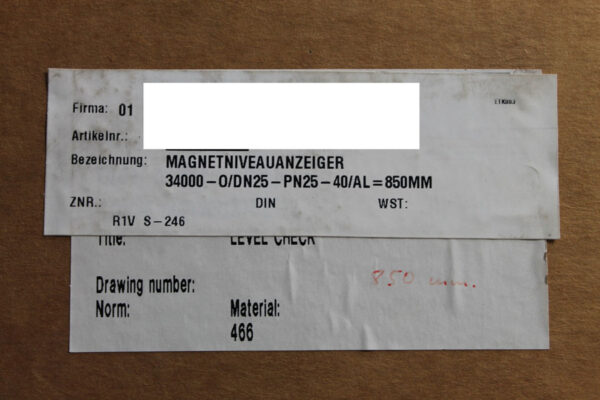 Firma: 01
Artikelnr.:
Bezeichnung: MAGNETNIVEAUANZEIGER
34000-O/DN25-PN25-40/AL=850MM
ZNR.: DIN WST:
R1V S-246
Title: LEVEL CHECK
850 mm.
Drawing number:
Norm: Material:
466